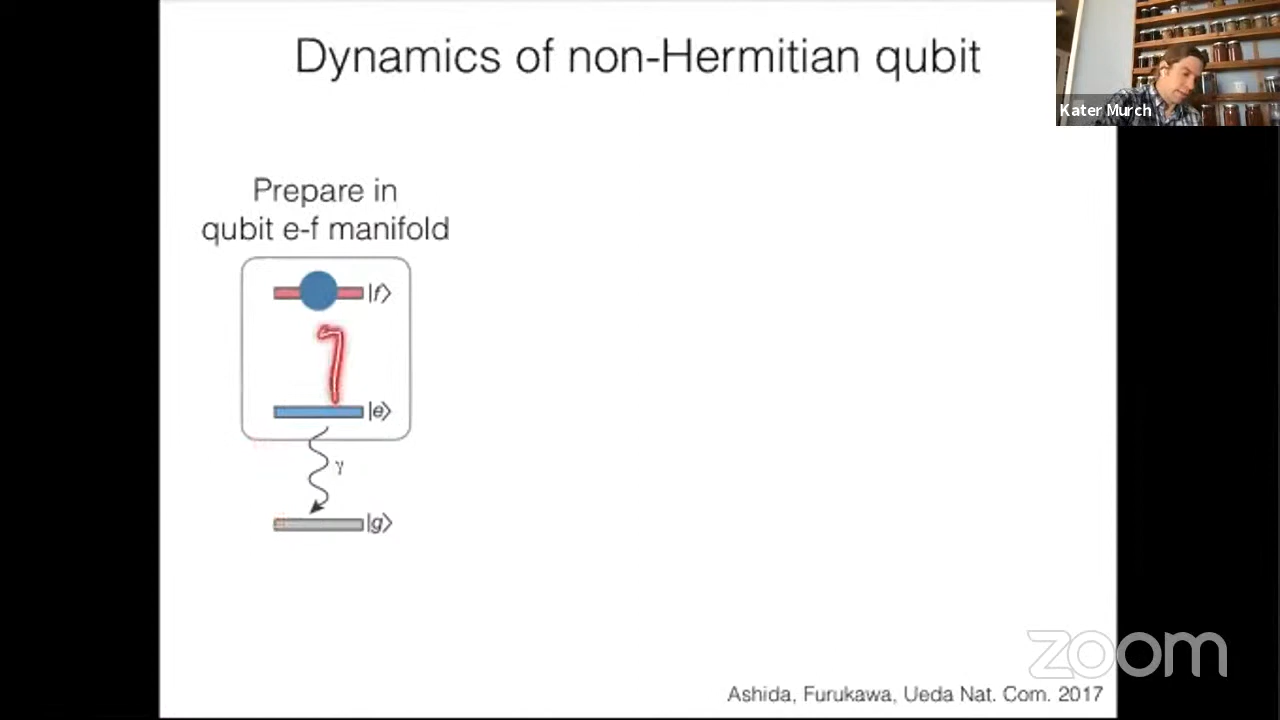 Dynamics of non-Hermitian qubit
Kater Murch
Prepare in
qubit e-f manifold
|f⟩
|e⟩
γ
|g⟩
zoom
Ashida, Furukawa, Ueda Nat. Com. 2017